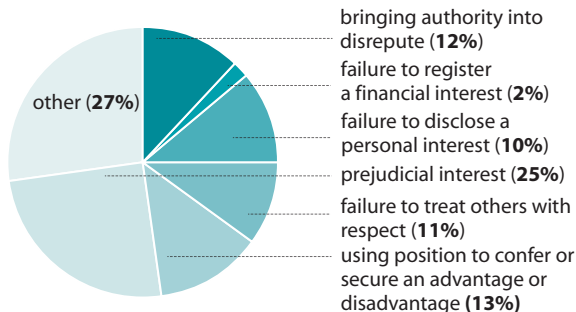 bringing authority into
disrepute (12%)
failure to register
a financial interest (2%)
other (27%)
failure to disclose a
personal interest (10%)
prejudicial interest (25%)
failure to treat others with
respect (11%)
using position to confer or
secure an advantage or
disadvantage (13%)